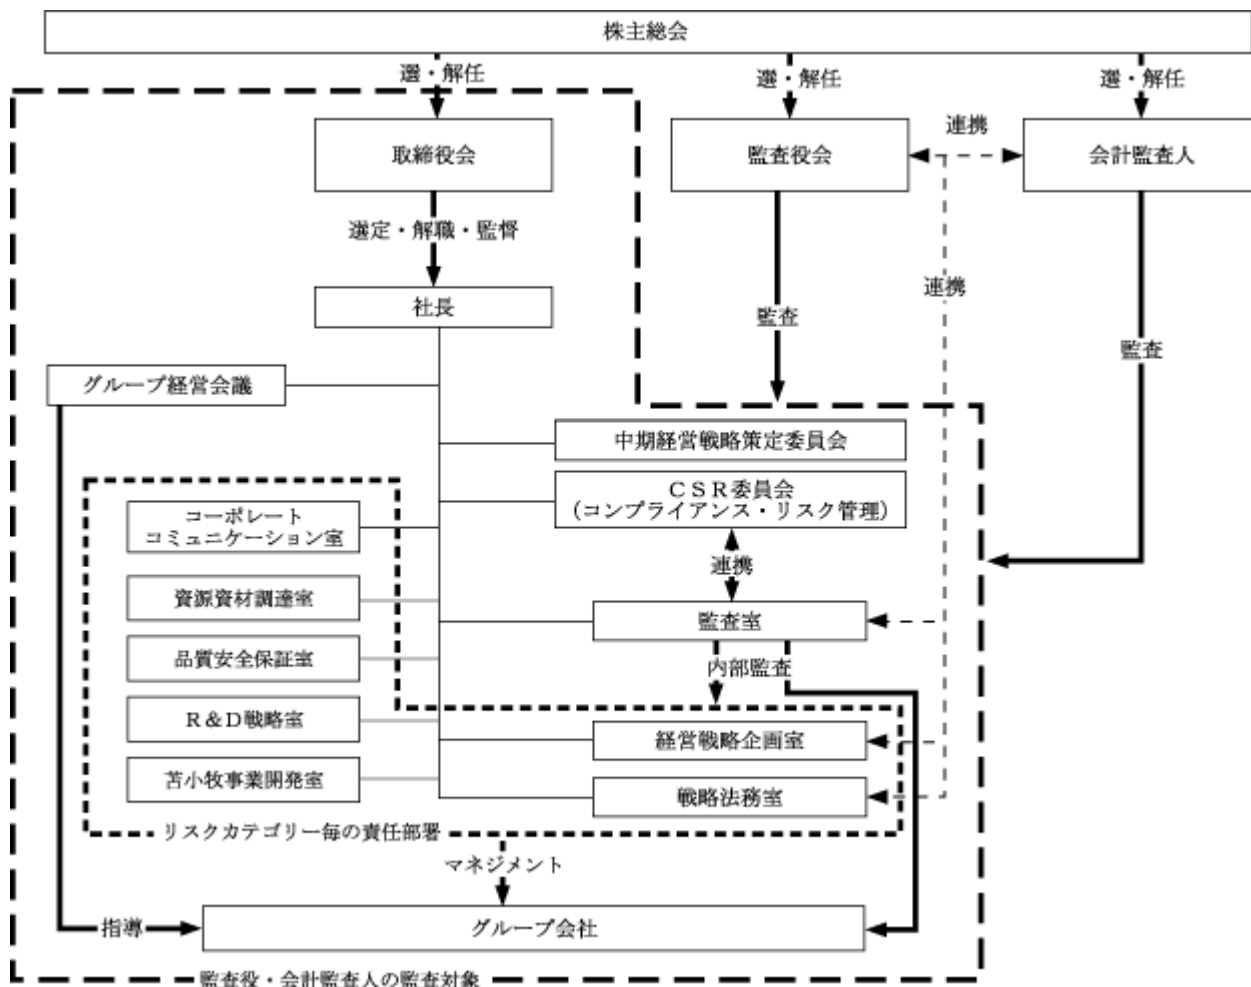 株主総会
選・解任
選・解任
選・解任
取締役会
監査役会
連携
会計監査人
選定・解職・監督
連携
社長
監査
監査
グループ経営会議
中期経営戦略策定委員会
CSR委員会
(コンプライアンス・リスク管理)
コーポレート
コミュニケーション室
連携
資源資材調達室
監査室
品質安全保証室
内部監査
R&D戦略室
経営戦略企画室
苫小牧事業開発室
戦略法務室
リスクカテゴリー毎の責任部署
マネジメント
指導
グループ会社
監査役・会計監査人の監査対象